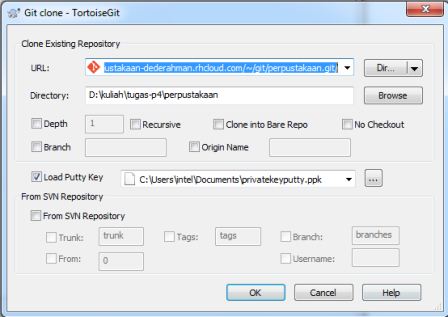 Git clone - TortoiseGit
Clone Existing Repository
URL: ustakaan-dederahman.rhcloud.com/~/git/perpustakaan.git/ Dir...
Directory: D:\kuliah\tugas-p4\perpustakaan Browse
Depth 1 Recursive Clone into Bare Repo No Checkout
Branch Origin Name
Load Putty Key C:\Users\intel\Documents\privatekeyputty.ppk ...
From SVN Repository
From SVN Repository
Trunk: trunk Tags: tags Branch: branches
From: 0 Username:
OK Cancel Help